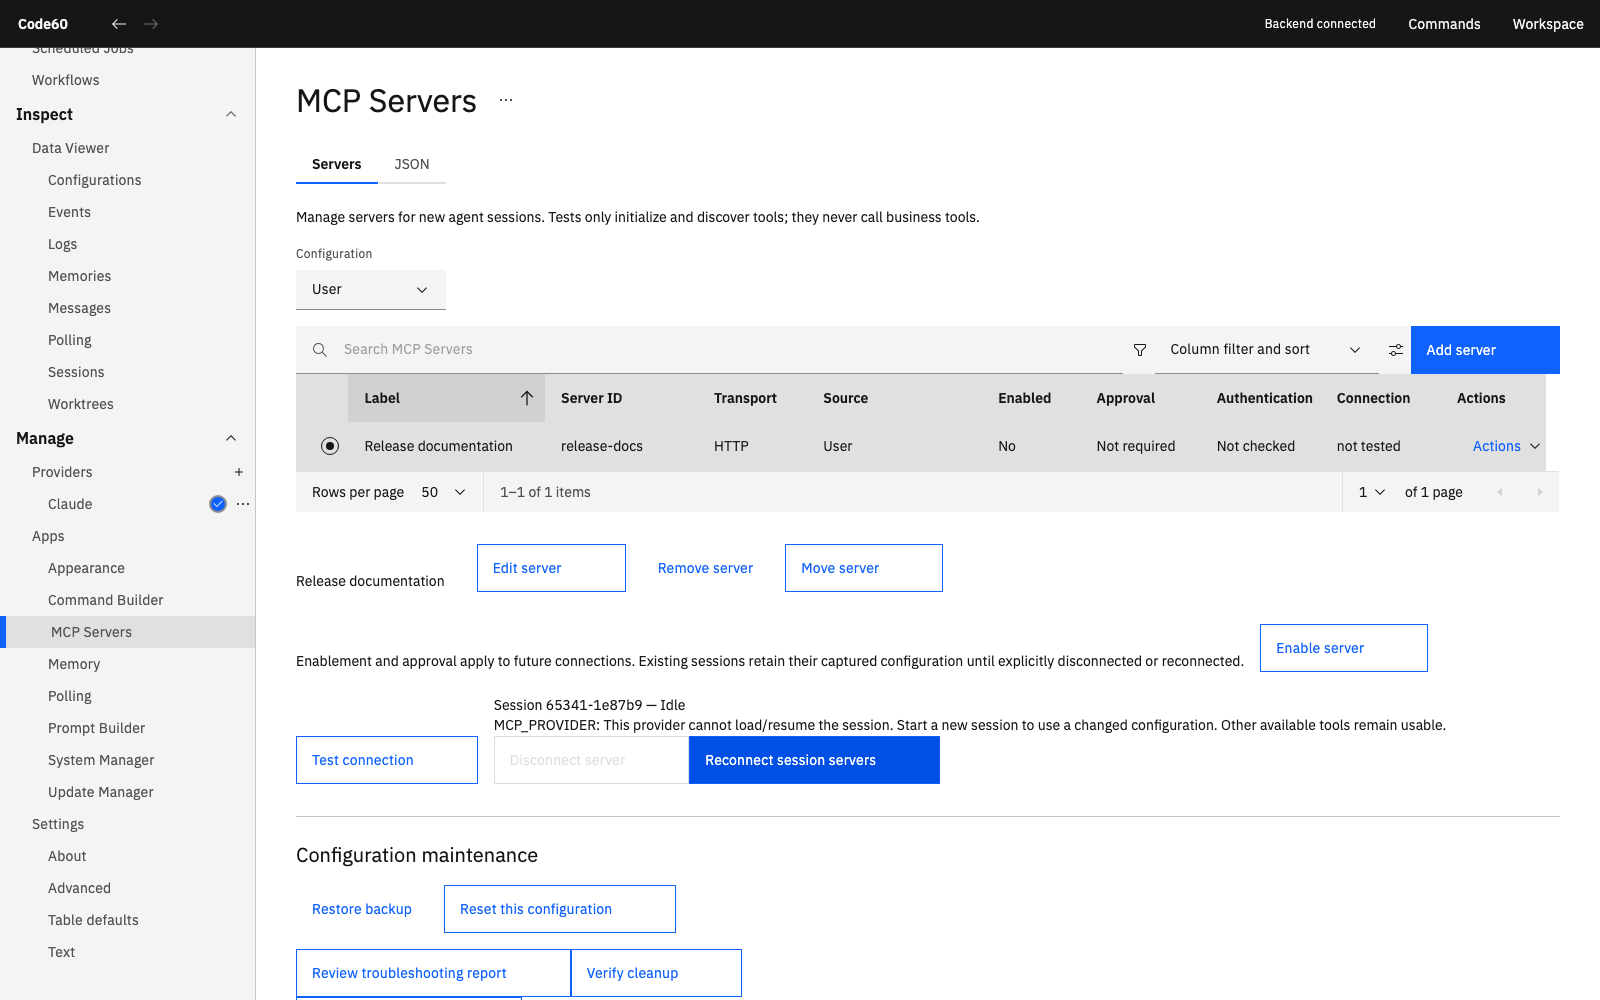 Code60
Backend connected
Commands
Workspace
Scheduled Jobs
Workflows
Inspect
Data Viewer
Configurations
Events
Logs
Memories
Messages
Polling
Sessions
Worktrees
Manage
Providers
Claude
Apps
Appearance
Command Builder
MCP Servers
Memory
Polling
Prompt Builder
System Manager
Update Manager
Settings
About
Advanced
Table defaults
Text
MCP Servers
Servers JSON
Manage servers for new agent sessions. Tests only initialize and discover tools; they never call business tools.
Configuration
User
Search MCP Servers Column filter and sort Add server
Label Server ID Transport Source Enabled Approval Authentication Connection Actions
Release documentation release-docs HTTP User No Not required Not checked not tested Actions
Rows per page 50 1–1 of 1 items 1 of 1 page
Release documentation Edit server Remove server Move server
Enablement and approval apply to future connections. Existing sessions retain their captured configuration until explicitly disconnected or reconnected. Enable server
Session 65341-1e87b9 — Idle
MCP_PROVIDER: This provider cannot load/resume the session. Start a new session to use a changed configuration. Other available tools remain usable.
Test connection Disconnect server Reconnect session servers
Configuration maintenance
Restore backup Reset this configuration
Review troubleshooting report Verify cleanup